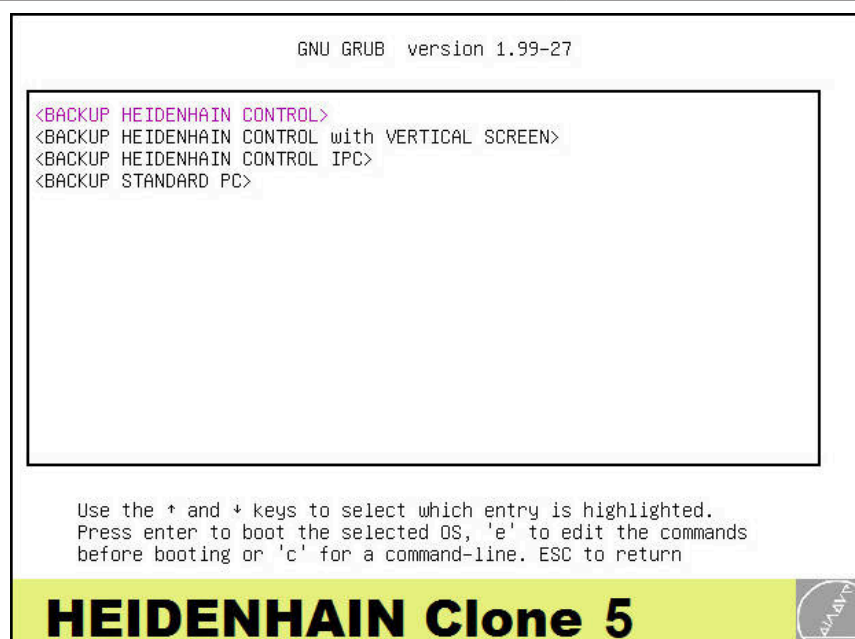 GNU GRUB version 1.99-27
<BACKUP HEIDENHAIN CONTROL>
<BACKUP HEIDENHAIN CONTROL with VERTICAL SCREEN>
<BACKUP HEIDENHAIN CONTROL IPC>
<BACKUP STANDARD PC>
Use the ↑ and ↓ keys to select which entry is highlighted.
Press enter to boot the selected OS, 'e' to edit the commands
before booting or 'c' for a command-line. ESC to return
HEIDENHAIN Clone 5